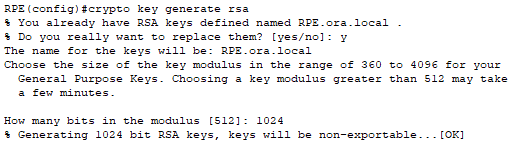 RPE(config)#crypto key generate rsa
% You already have RSA keys defined named RPE.ora.local .
% Do you really want to replace them? [yes/no]: y
The name for the keys will be: RPE.ora.local
Choose the size of the key modulus in the range of 360 to 4096 for your
General Purpose Keys. Choosing a key modulus greater than 512 may take
a few minutes.
How many bits in the modulus [512]: 1024
% Generating 1024 bit RSA keys, keys will be non-exportable...[OK]